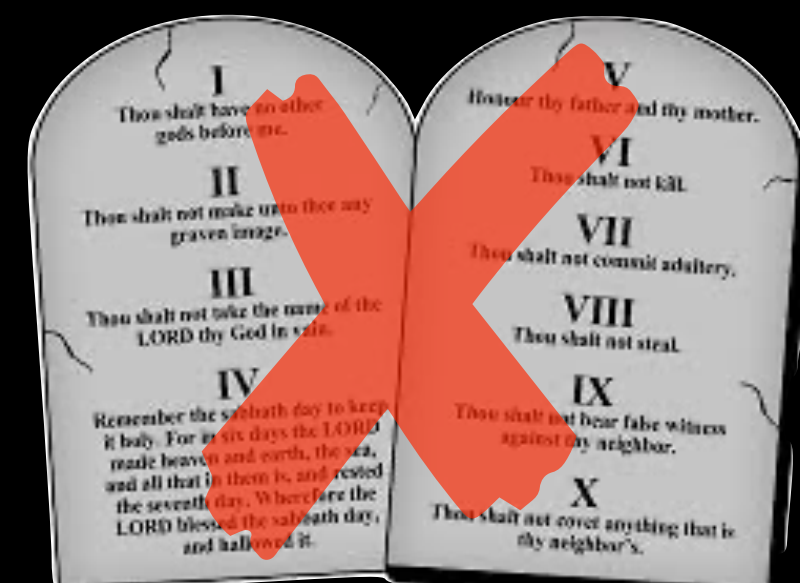 I
Thou shalt have no other
gods before me.
II
Thou shalt not make unto thee any
graven image.
III
Thou shalt not take the name of the
LORD thy God in vain.
IV
Remember the sabbath day to keep
it holy. For in six days the LORD
made heaven and earth, the sea,
and all that in them is, and rested
the seventh day. Wherefore the
LORD blessed the sabbath day,
and hallowed it.
V
Honour thy father and thy mother.
VI
Thou shalt not kill.
VII
Thou shalt not commit adultery.
VIII
Thou shalt not steal.
IX
Thou shalt not bear false witness
against thy neighbor.
X
Thou shalt not covet anything that is
thy neighbor's.